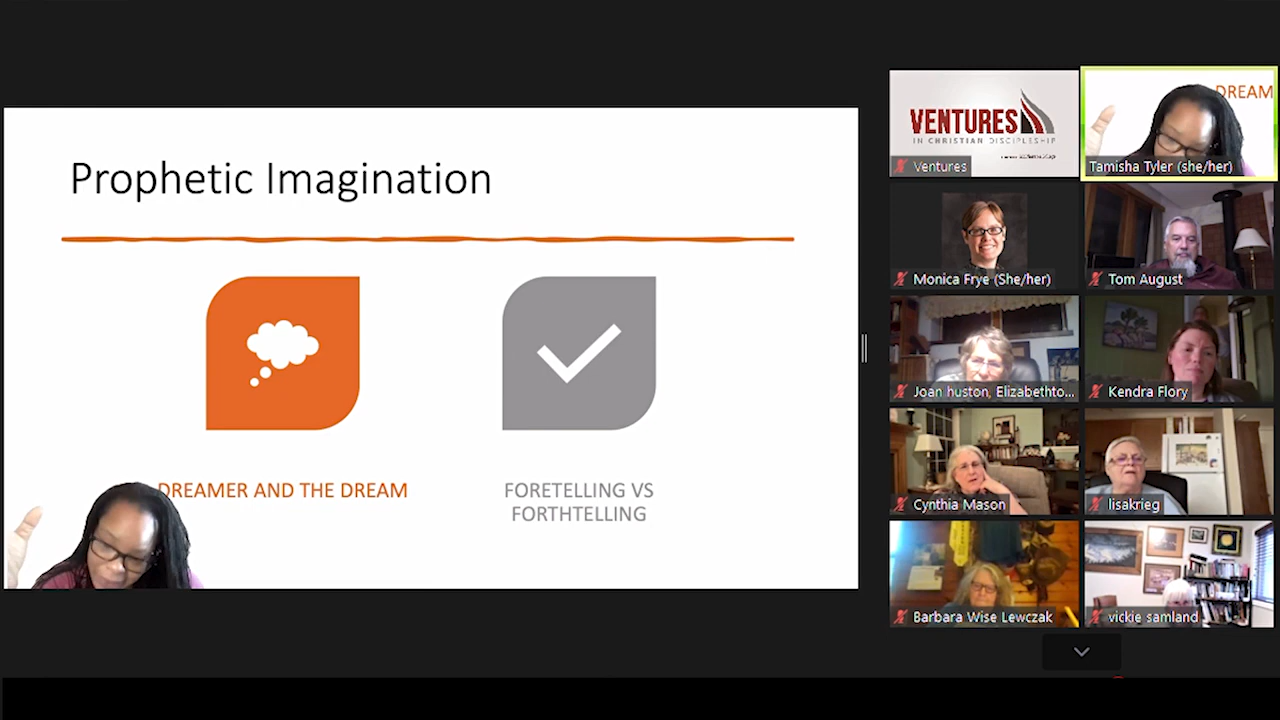 Prophetic Imagination
DREAMER AND THE DREAM
FORETELLING VS
FORTHTELLING
VENTURES
IN CHRISTIAN DISCIPLESHIP
Ventures
DREAM
Tamisha Tyler (she/her)
Monica Frye (She/her)
Tom August
Joan huston, Elizabethto...
Kendra Flory
Cynthia Mason
lisakrieg
Barbara Wise Lewczak
vickie samland